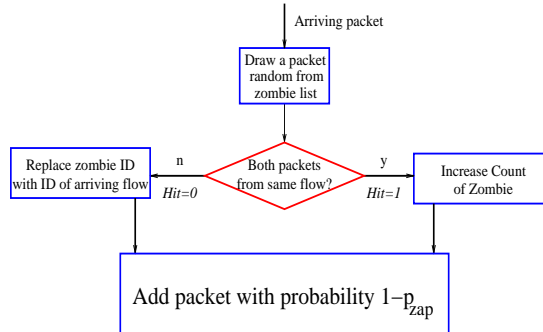 Arriving packet
Draw a packet
random from
zombie list
n
Both packets
from same flow?
y
Replace zombie ID
with ID of arriving flow
Hit=0
Hit=1
Increase Count
of Zombie
Add packet with probability 1−p_zap